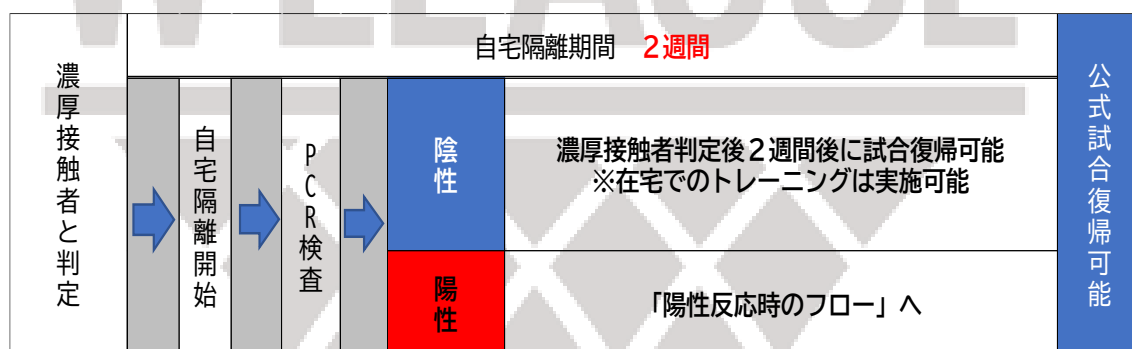 WE LEAGUE
濃厚接触者と判定
自宅隔離期間　２週間
自宅隔離開始
PCR検査
陰性
濃厚接触者判定後２週間後に試合復帰可能
※在宅でのトレーニングは実施可能
陽性
「陽性反応時のフロー」へ
公式試合復帰可能